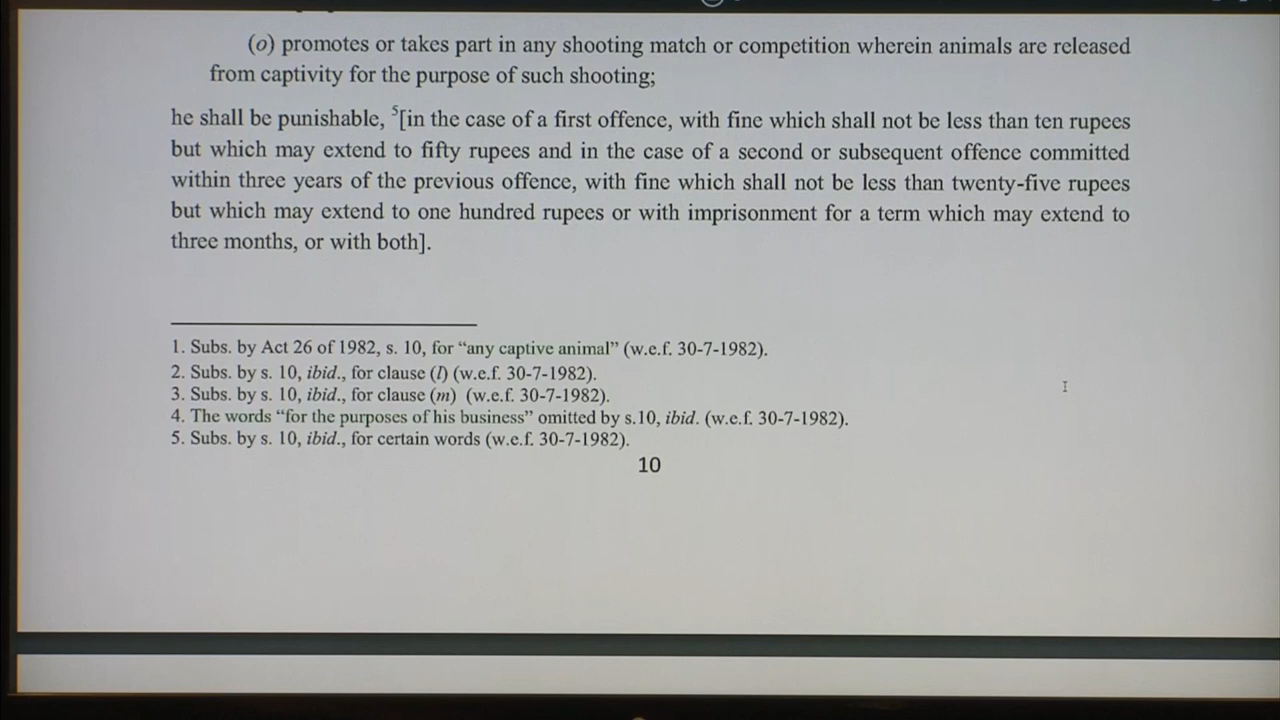 (o) promotes or takes part in any shooting match or competition wherein animals are released
from captivity for the purpose of such shooting;
he shall be punishable, 5[in the case of a first offence, with fine which shall not be less than ten rupees
but which may extend to fifty rupees and in the case of a second or subsequent offence committed
within three years of the previous offence, with fine which shall not be less than twenty-five rupees
but which may extend to one hundred rupees or with imprisonment for a term which may extend to
three months, or with both].
1. Subs. by Act 26 of 1982, s. 10, for “any captive animal” (w.e.f. 30-7-1982).
2. Subs. by s. 10, ibid., for clause (l) (w.e.f. 30-7-1982).
3. Subs. by s. 10, ibid., for clause (m) (w.e.f. 30-7-1982).
4. The words “for the purposes of his business” omitted by s.10, ibid. (w.e.f. 30-7-1982).
5. Subs. by s. 10, ibid., for certain words (w.e.f. 30-7-1982).
10